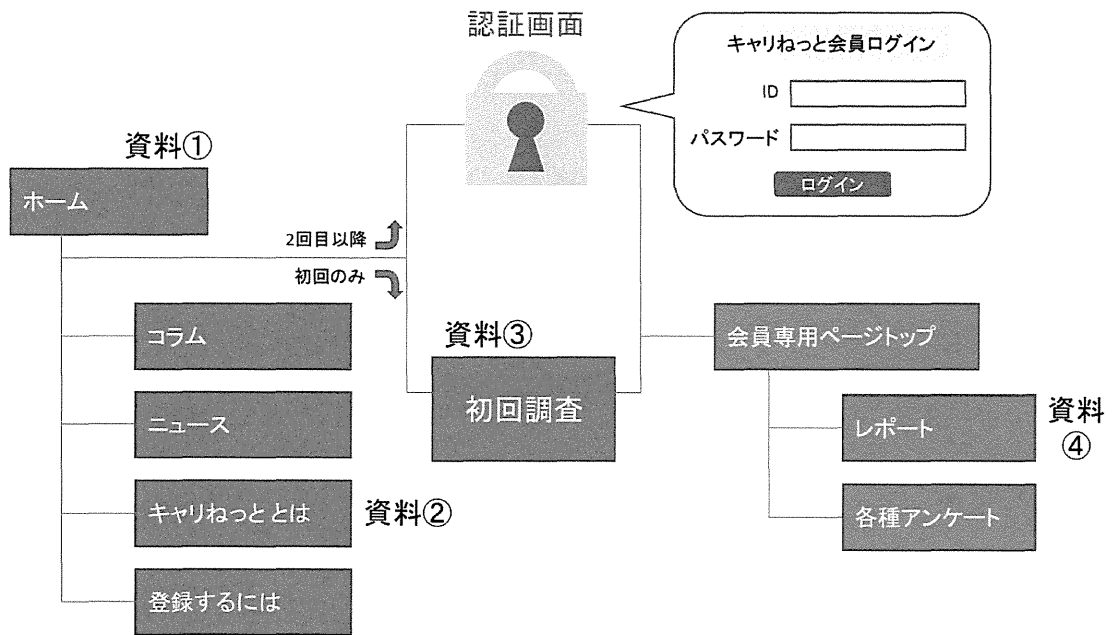 認証画面
キャリねっと会員ログイン
ID
パスワード
ログイン
資料①
ホーム
2回目以降
初回のみ
コラム
ニュース
キャリねっと とは
資料②
登録するには
資料③
初回調査
会員専用ページトップ
レポート
資料
④
各種アンケート